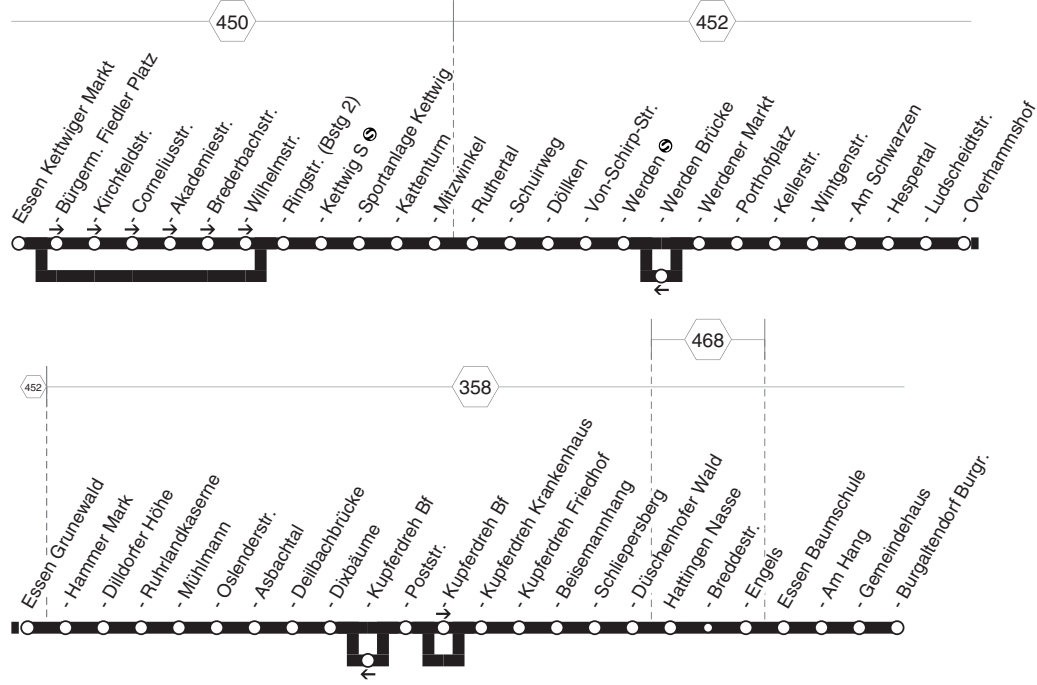 450
452
Essen Kettwiger Markt
- Bürgerm. Fiedler Platz
- Kirchfeldstr.
- Corneliusstr.
- Akademiestr.
- Brederbachstr.
- Wilhelmstr.
- Ringstr. (Bstg 2)
- Kettwig S
- Sportanlage Kettwig
- Kattenturm
- Mitzwinkel
- Ruthertal
- Schuirweg
- Döllken
- Von-Schirp-Str.
- Werden S
- Werden Brücke
- Werdener Markt
- Porthofplatz
- Kellerstr.
- Wintgenstr.
- Am Schwarzen
- Hespertal
- Ludscheidtstr.
- Overhammshof
468
452
358
Essen Grunewald
- Hammer Mark
- Dilldorfer Höhe
- Ruhrlandkaserne
- Mühlmann
- Oslenderstr.
- Asbachtal
- Deilbachbrücke
- Dixbäume
- Kupferdreh Bf
- Poststr.
- Kupferdreh Bf
- Kupferdreh Krankenhaus
- Kupferdreh Friedhof
- Beisemannhang
- Schliepersberg
- Düschenhofer Wald
Hattingen Nasse
- Breddestr.
- Engels
Essen Baumschule
- Am Hang
- Gemeindehaus
- Burgaltendorf Burgr.